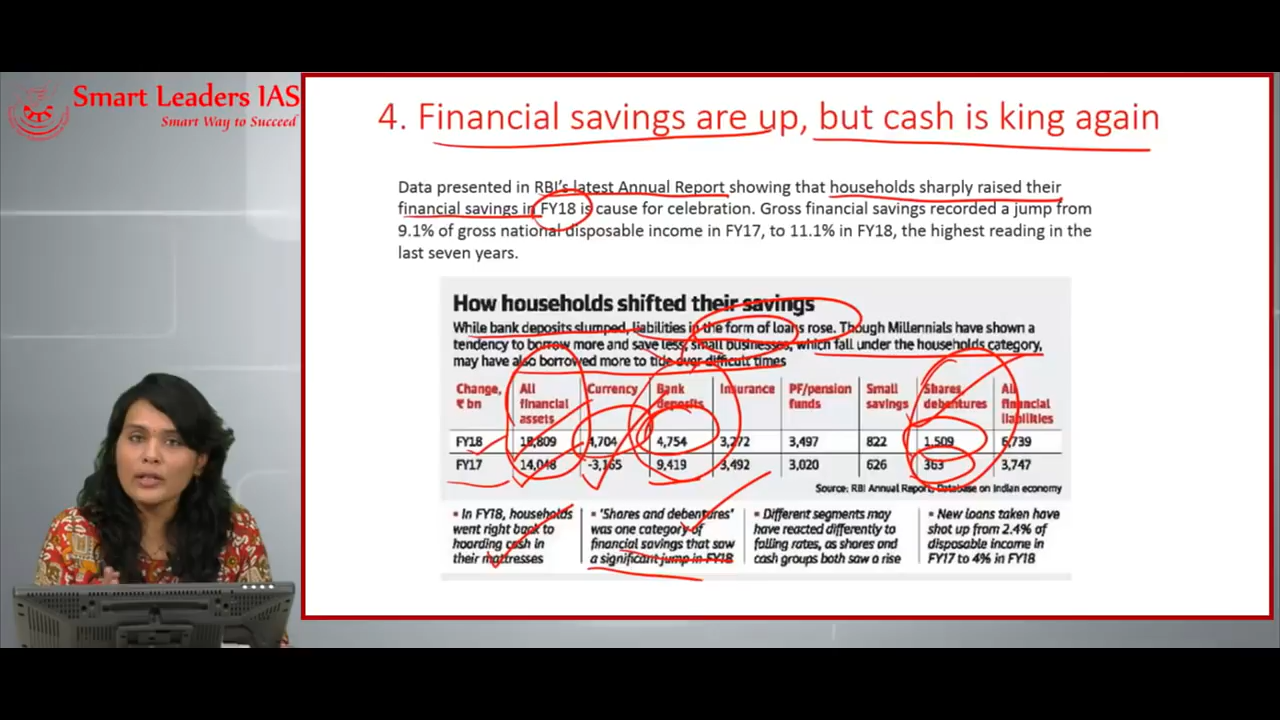 Smart Leaders IAS
Smart Way to Succeed
4. Financial savings are up, but cash is king again
Data presented in RBI's latest Annual Report showing that households sharply raised their
financial savings in FY18 is cause for celebration. Gross financial savings recorded a jump from
9.1% of gross national disposable income in FY17, to 11.1% in FY18, the highest reading in the
last seven years.
How households shifted their savings
While bank deposits slumped, liabilities in the form of loans rose. Though Millennials have shown a
tendency to borrow more and save less, small businesses, which fall under the households category,
may have also borrowed more to tide over difficult times
Change, ₹ bn All financial assets Currency Bank deposits Insurance PF/pension funds Small savings Shares debentures All financial liabilities
FY18 18,809 4,704 4,754 3,272 3,497 822 1,509 6,739
FY17 14,048 -3,165 9,419 3,492 3,020 626 363 3,747
Source: RBI Annual Report, Database on Indian economy
In FY18, households
went right back to
hoarding cash in
their mattresses
'Shares and debentures'
was one category of
financial savings that saw
a significant jump in FY18
Different segments may
have reacted differently to
falling rates, as shares and
cash groups both saw a rise
New loans taken have
shot up from 2.4% of
disposable income in
FY17 to 4% in FY18